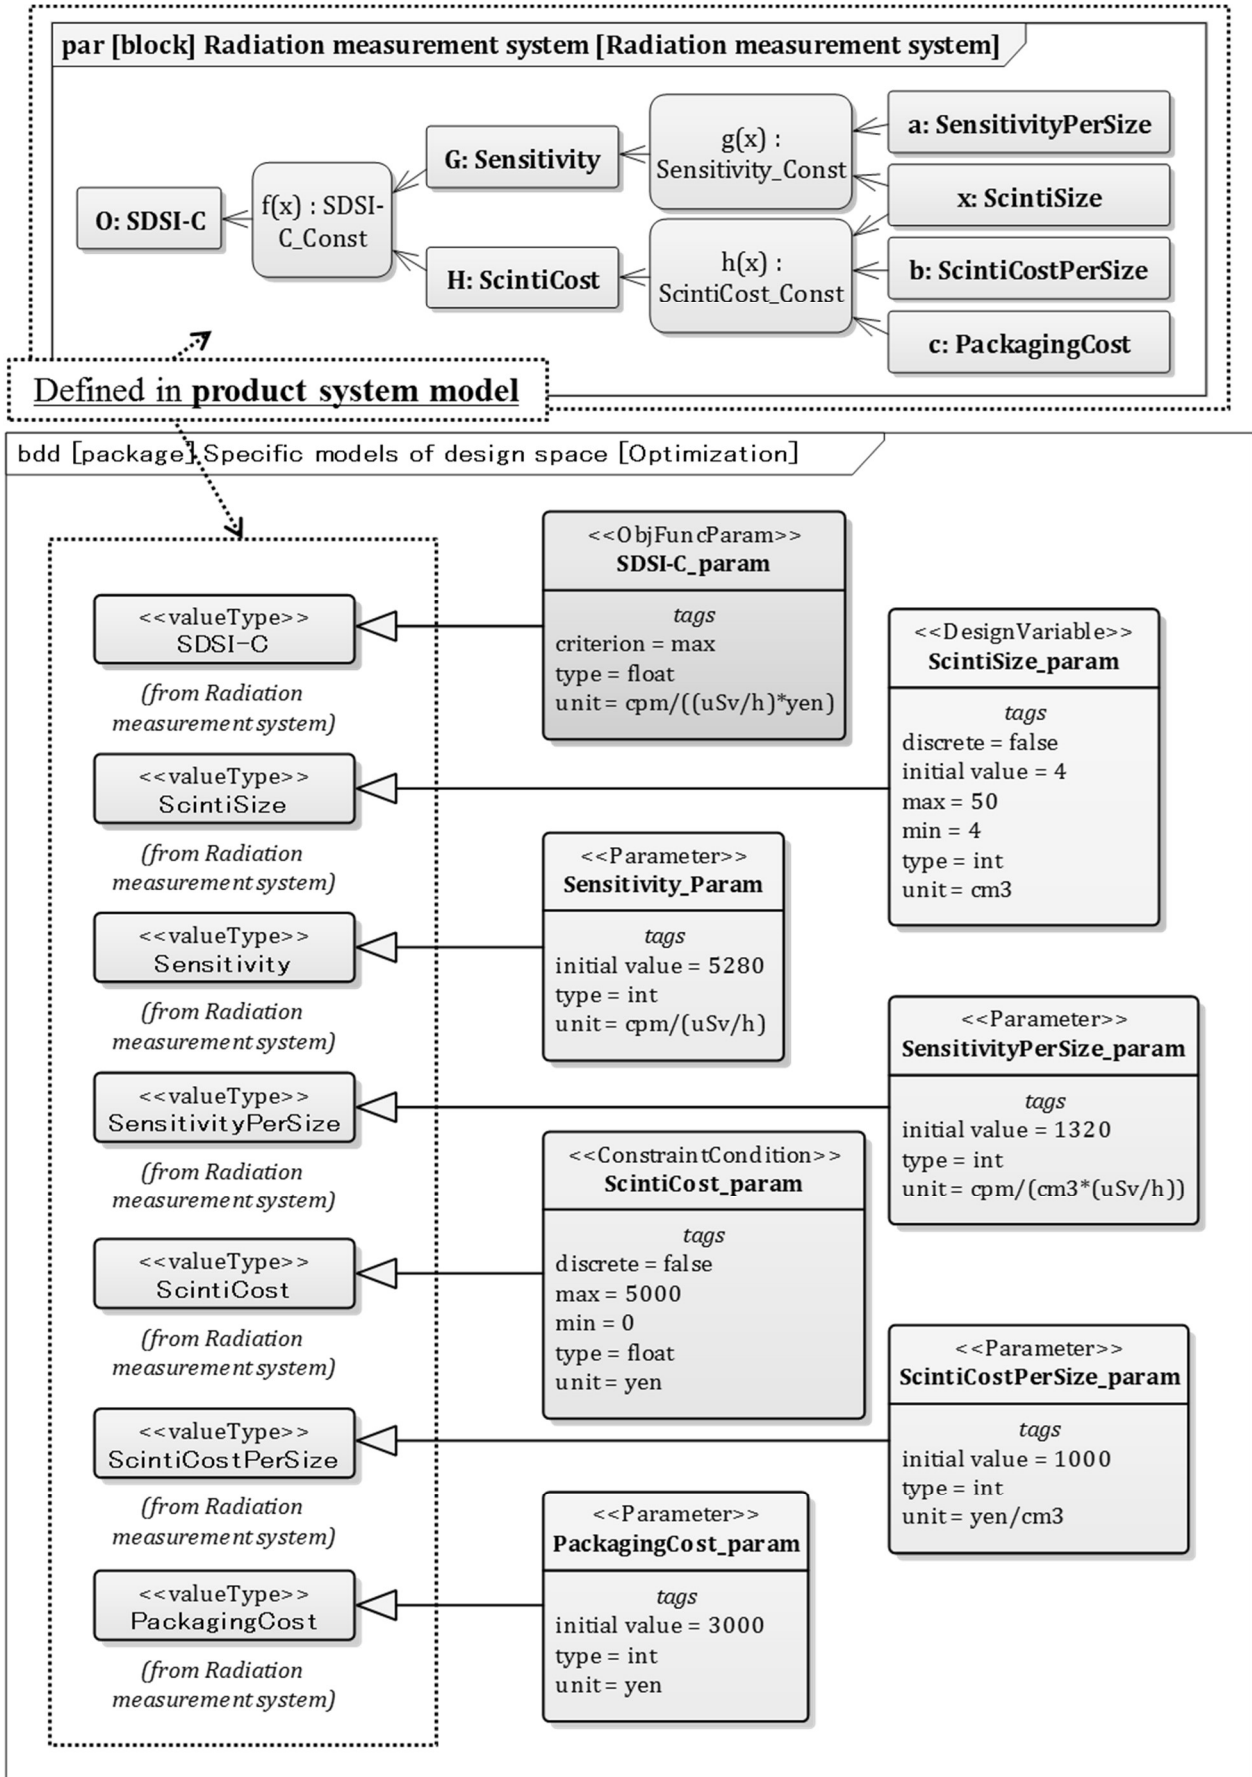 par [block] Radiation measurement system [Radiation measurement system]
O: SDSI-C
f(x) : SDSI-
C_Const
G: Sensitivity
H: ScintiCost
g(x) :
Sensitivity_Const
h(x) :
ScintiCost_Const
a: SensitivityPerSize
x: ScintiSize
b: ScintiCostPerSize
c: PackagingCost
Defined in product system model
bdd [package] Specific models of design space [Optimization]
<<valueType>>
SDSI-C
(from Radiation
measurement system)
<<ObjFuncParam>>
SDSI-C_param
tags
criterion = max
type = float
unit = cpm/((uSv/h)*yen)
<<valueType>>
ScintiSize
(from Radiation
measurement system)
<<DesignVariable>>
ScintiSize_param
tags
discrete = false
initial value = 4
max = 50
min = 4
type = int
unit = cm3
<<valueType>>
Sensitivity
(from Radiation
measurement system)
<<Parameter>>
Sensitivity_Param
tags
initial value = 5280
type = int
unit = cpm/(uSv/h)
<<valueType>>
SensitivityPerSize
(from Radiation
measurement system)
<<Parameter>>
SensitivityPerSize_param
tags
initial value = 1320
type = int
unit = cpm/(cm3*(uSv/h))
<<valueType>>
ScintiCost
(from Radiation
measurement system)
<<ConstraintCondition>>
ScintiCost_param
tags
discrete = false
max = 5000
min = 0
type = float
unit = yen
<<valueType>>
ScintiCostPerSize
(from Radiation
measurement system)
<<Parameter>>
ScintiCostPerSize_param
tags
initial value = 1000
type = int
unit = yen/cm3
<<valueType>>
PackagingCost
(from Radiation
measurement system)
<<Parameter>>
PackagingCost_param
tags
initial value = 3000
type = int
unit = yen